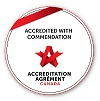 ACCREDITED WITH
COMMENDATION
ACCREDITATION
AGRÉMENT
CANADA